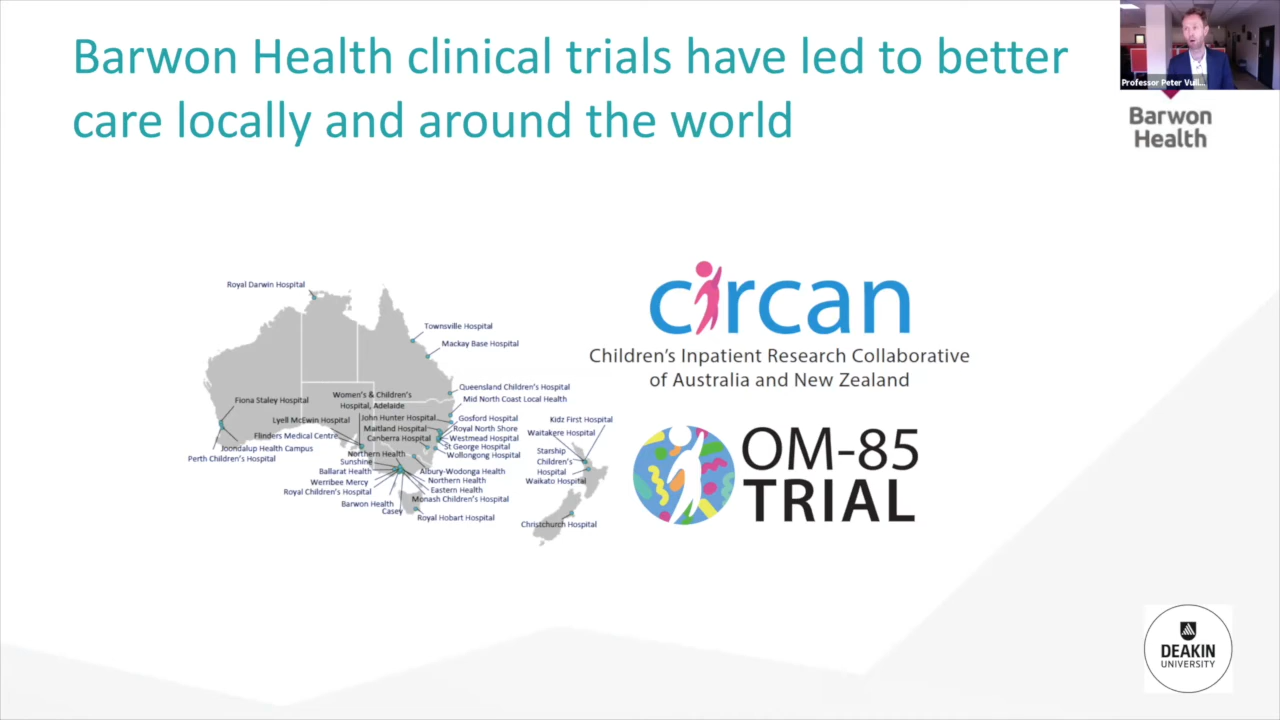 Barwon Health clinical trials have led to better
care locally and around the world
Professor Peter Vuil...
Barwon
Health
Royal Darwin Hospital
Townsville Hospital
Mackay Base Hospital
Queensland Children's Hospital
Mid North Coast Local Health
Women's & Children's
Hospital, Adelaide
Fiona Staley Hospital
Lyell McEwin Hospital
John Hunter Hospital
Gosford Hospital
Maitland Hospital
Royal North Shore
Flinders Medical Centre
Canberra Hospital
Westmead Hospital
St George Hospital
Joondalup Health Campus
Northern Health
Wollongong Hospital
Perth Children's Hospital
Sunshine
Ballarat Health
Albury-Wodonga Health
Werribee Mercy
Northern Health
Royal Children's Hospital
Eastern Health
Monash Children's Hospital
Barwon Health
Casey
Royal Hobart Hospital
Kidz First Hospital
Waitakere Hospital
Starship
Children's
Hospital
Waikato Hospital
Christchurch Hospital
circan
Children's Inpatient Research Collaborative
of Australia and New Zealand
OM-85
TRIAL
DEAKIN
UNIVERSITY